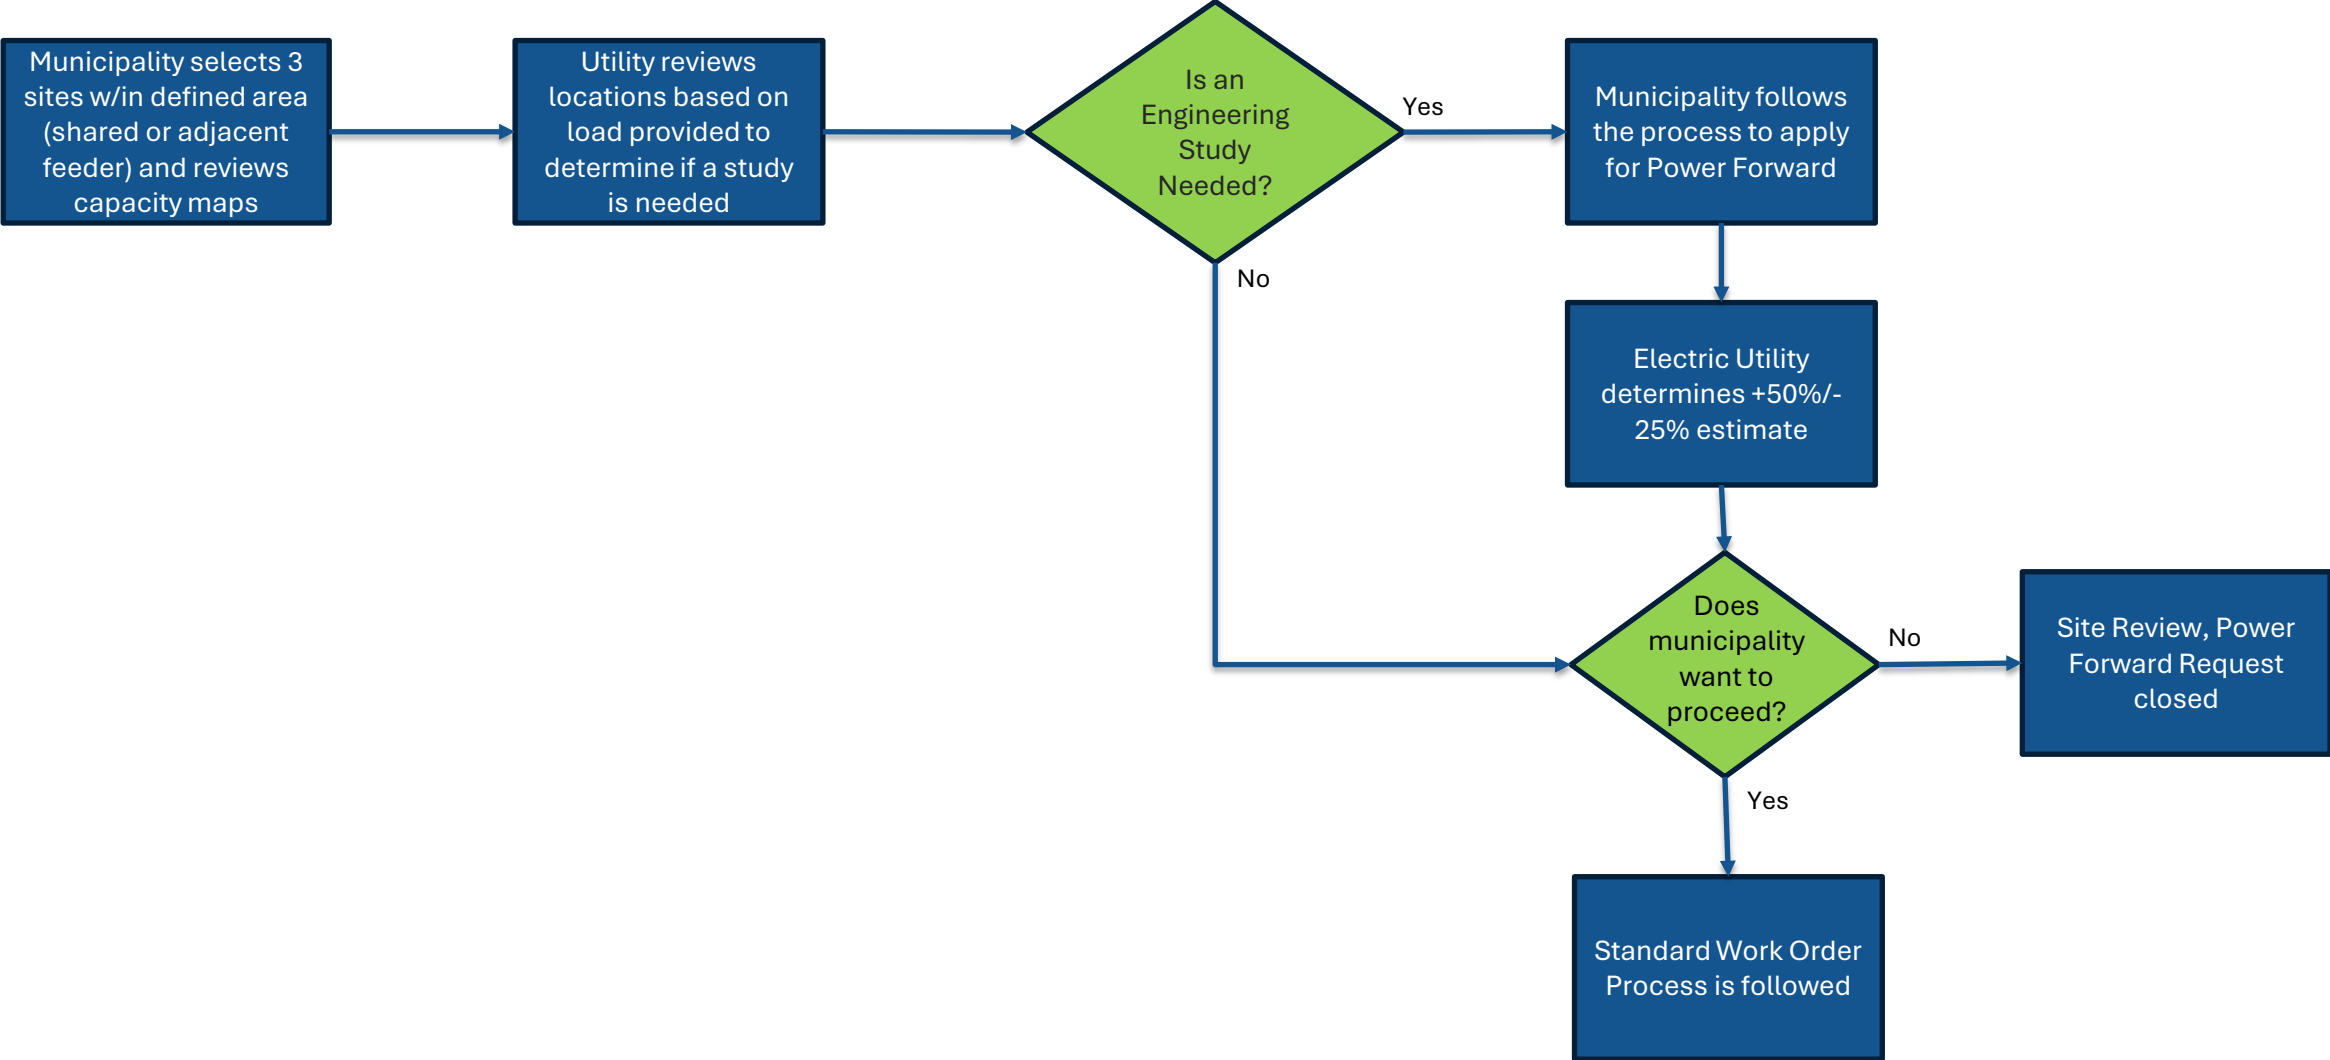 Municipality selects 3
sites w/in defined area
(shared or adjacent
feeder) and reviews
capacity maps
Utility reviews
locations based on
load provided to
determine if a study
is needed
Is an
Engineering
Study
Needed?
Yes
No
Municipality follows
the process to apply
for Power Forward
Electric Utility
determines +50%/-
25% estimate
Does
municipality
want to
proceed?
No
Yes
Site Review, Power
Forward Request
closed
Standard Work Order
Process is followed